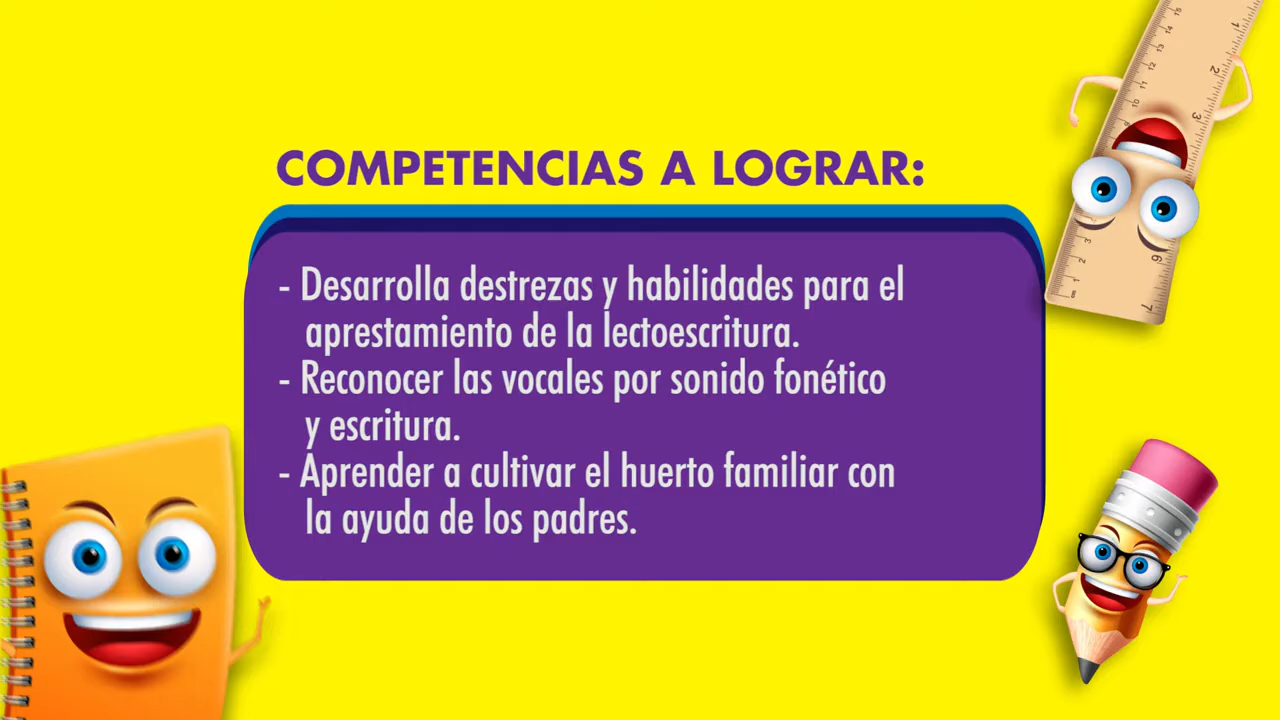 COMPETENCIAS A LOGRAR:
- Desarrolla destrezas y habilidades para el
aprestamiento de la lectoescritura.
- Reconocer las vocales por sonido fonético
y escritura.
- Aprender a cultivar el huerto familiar con
la ayuda de los padres.